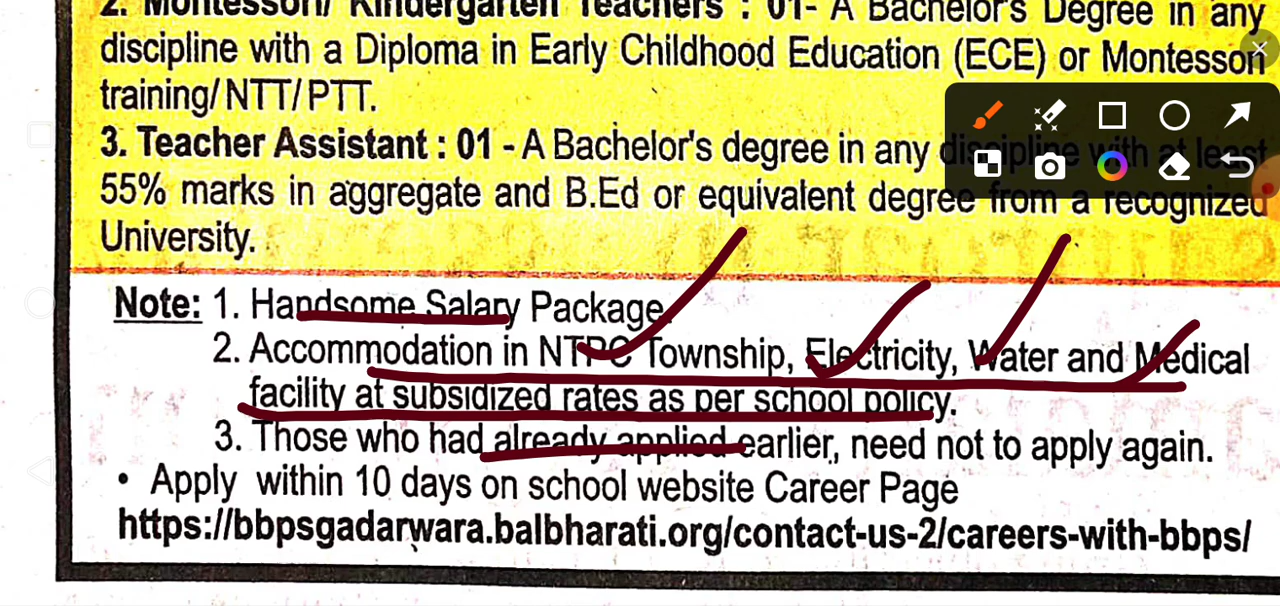 2. Montessori/ Kindergarten Teachers : 01- A Bachelor's Degree in any
discipline with a Diploma in Early Childhood Education (ECE) or Montesson
training/ NTT/ PTT.
3. Teacher Assistant : 01 - A Bachelor's degree in any discipline with at least
55% marks in aggregate and B.Ed or equivalent degree from a recognized
University.
Note: 1. Handsome Salary Package.
2. Accommodation in NTPC Township, Electricity, Water and Medical
facility at subsidized rates as per school policy.
3. Those who had already applied earlier, need not to apply again.
• Apply within 10 days on school website Career Page
https://bbpsgadarwara.balbharati.org/contact-us-2/careers-with-bbps/